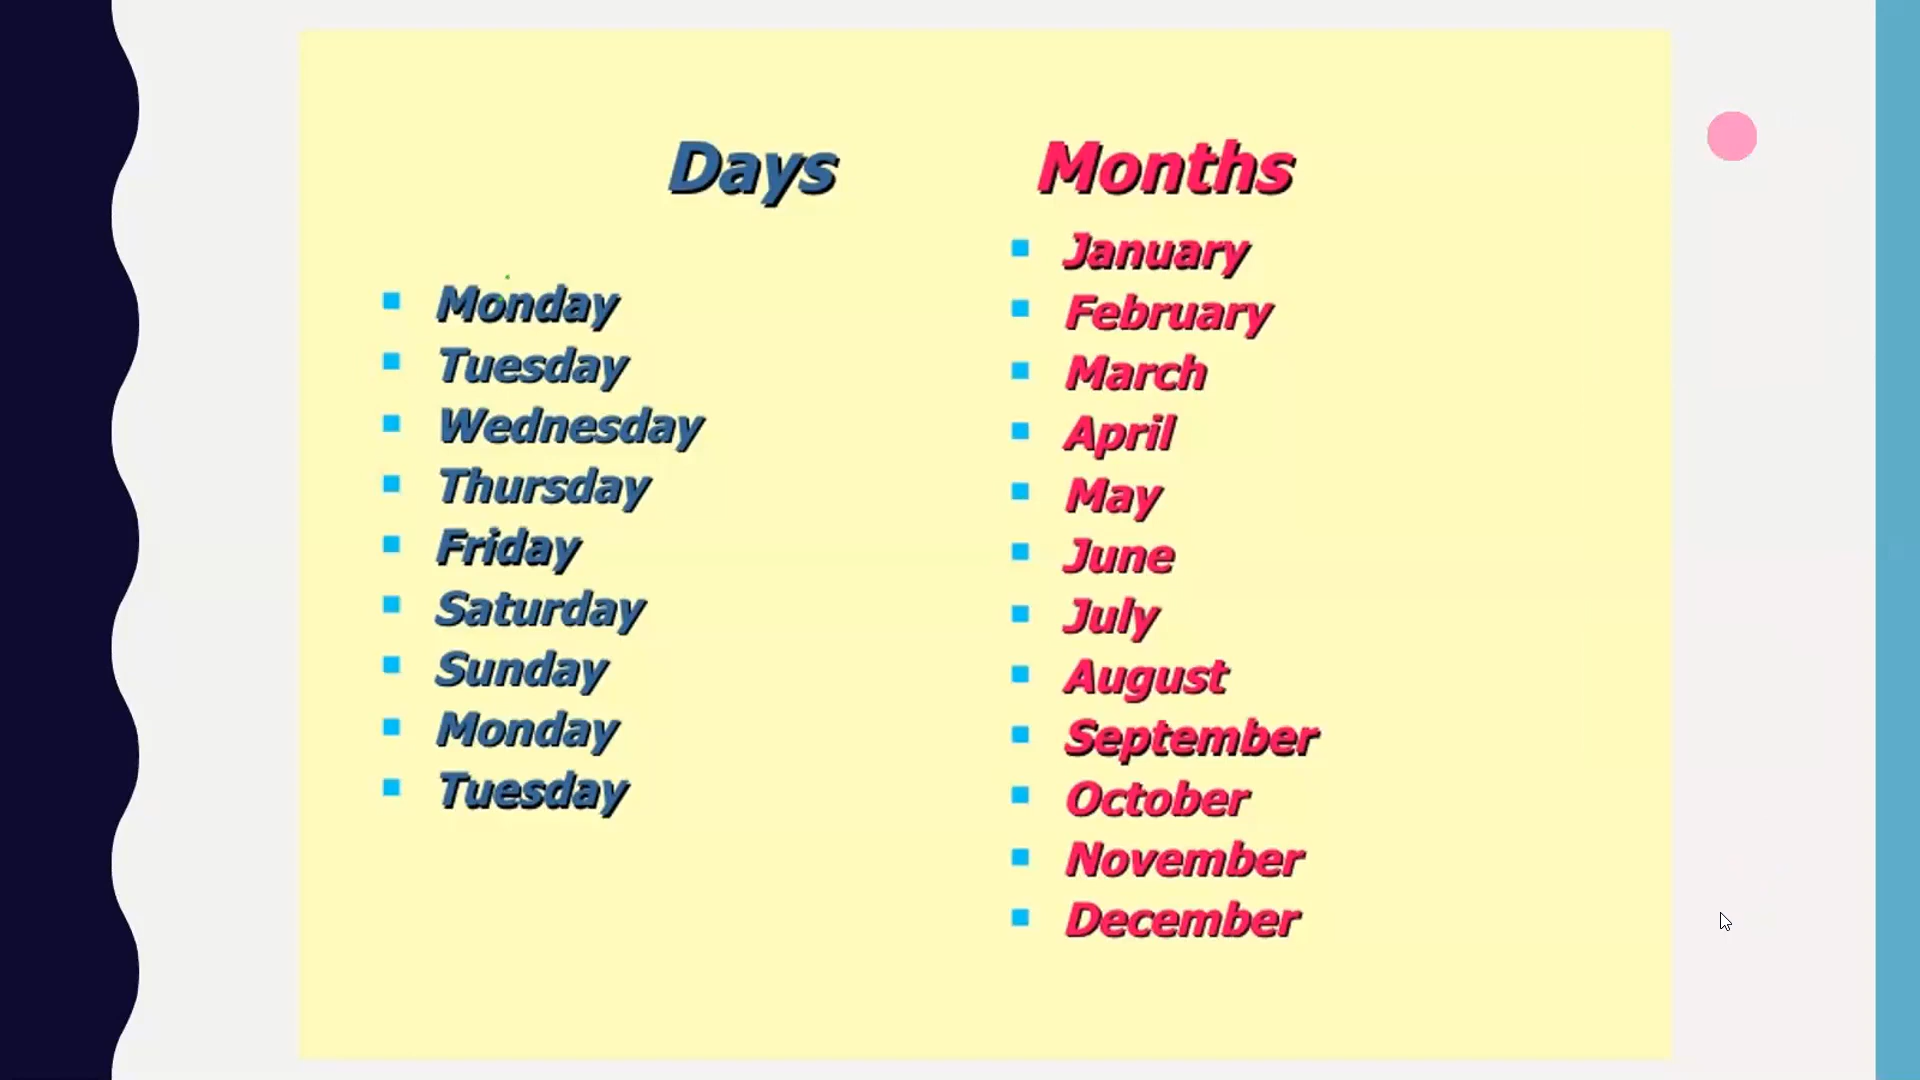 Days
Monday
Tuesday
Wednesday
Thursday
Friday
Saturday
Sunday
Monday
Tuesday
Months
January
February
March
April
May
June
July
August
September
October
November
December